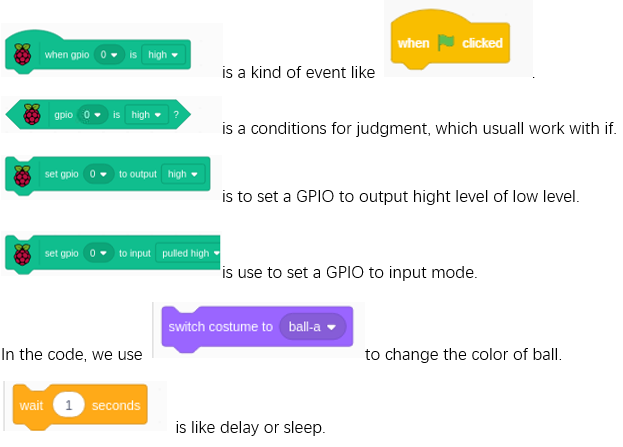 when clicked
when gpio 0 is high is a kind of event like .
gpio 0 is high ? is a conditions for judgment, which usuall work with if.
set gpio 0 to output high is to set a GPIO to output hight level of low level.
set gpio 0 to input pulled high is use to set a GPIO to input mode.
In the code, we use switch costume to ball-a to change the color of ball.
wait 1 seconds is like delay or sleep.